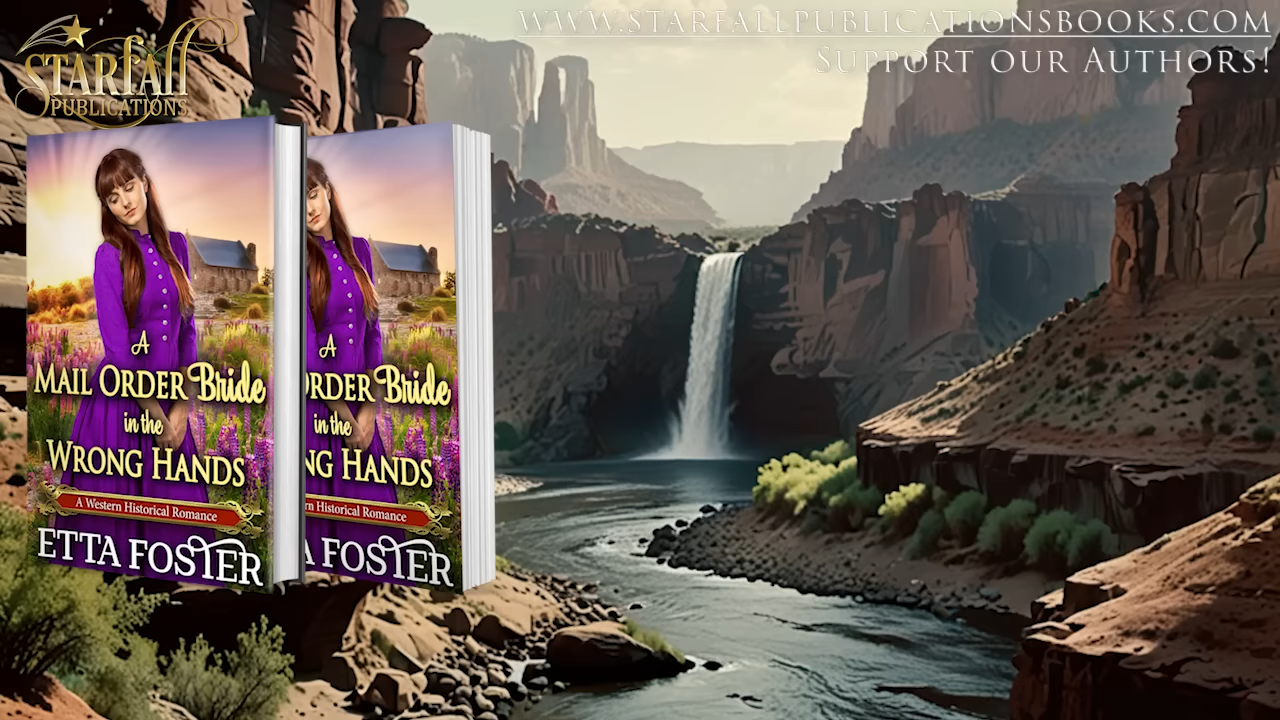 WWW.STARFALLPUBLICATIONSBOOKS.COM
SUPPORT OUR AUTHORS!
STARfAll
PUBLICATIONS
A
MAIL ORDER Bride
in the
WRONG HANDS
A Western Historical Romance
ETTA FOSTER
A
ORDER Bride
in the
NG HANDS
rn Historical Romance
A FOSTER